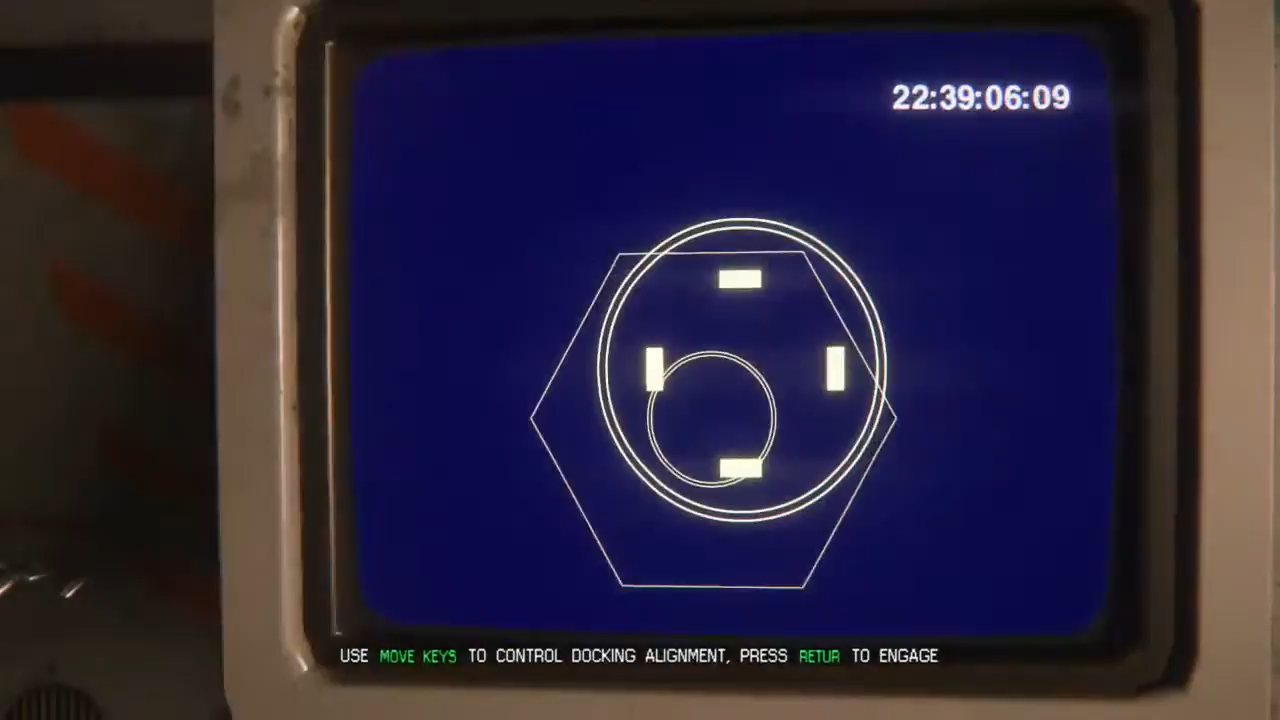 22:39:06:09
USE MOVE KEYS TO CONTROL DOCKING ALIGNMENT, PRESS RETUR TO ENGAGE